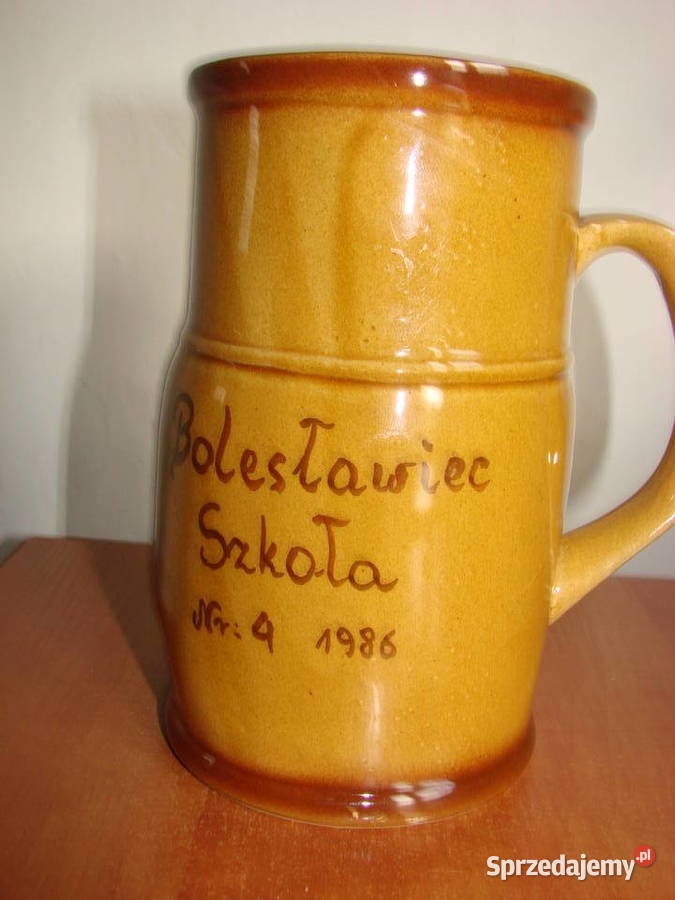 Bolesławiec
Szkoła
Nr: 4 1986
Sprzedajemy.pl